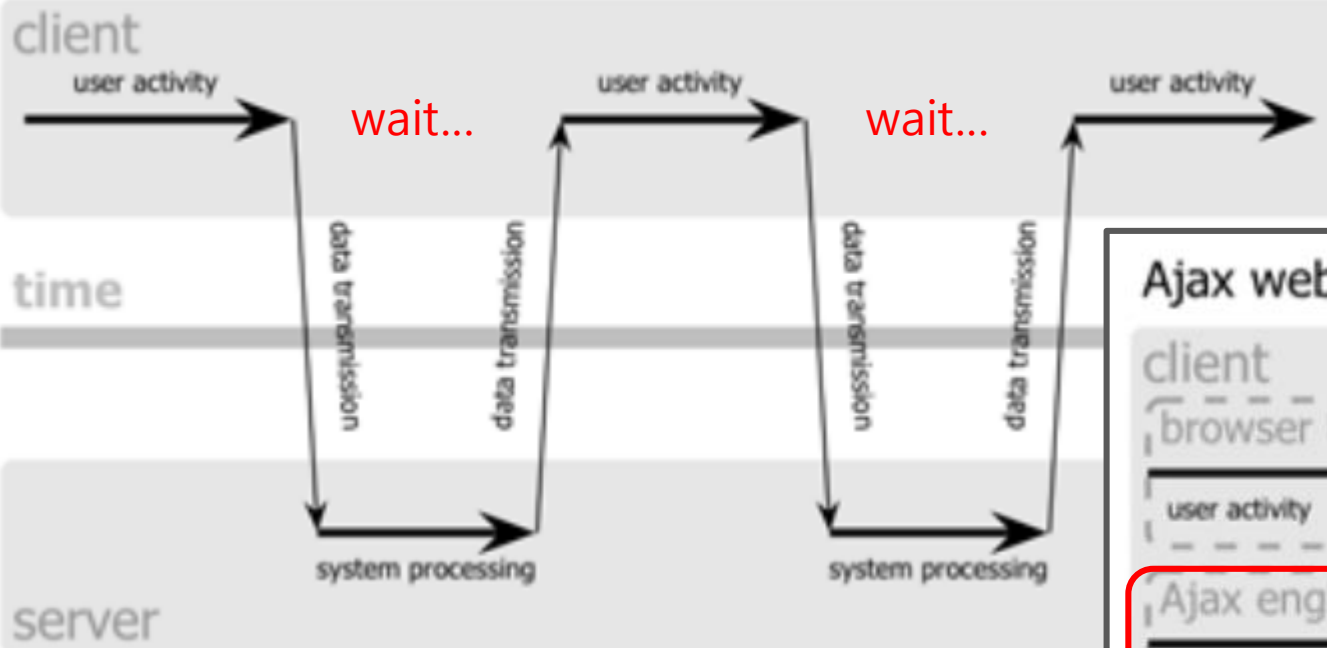 client
user activity
wait...
user activity
wait...
user activity
data transmission
data transmission
data transmission
data transmission
time
system processing
system processing
server
Ajax web
client
browser
user activity
Ajax eng